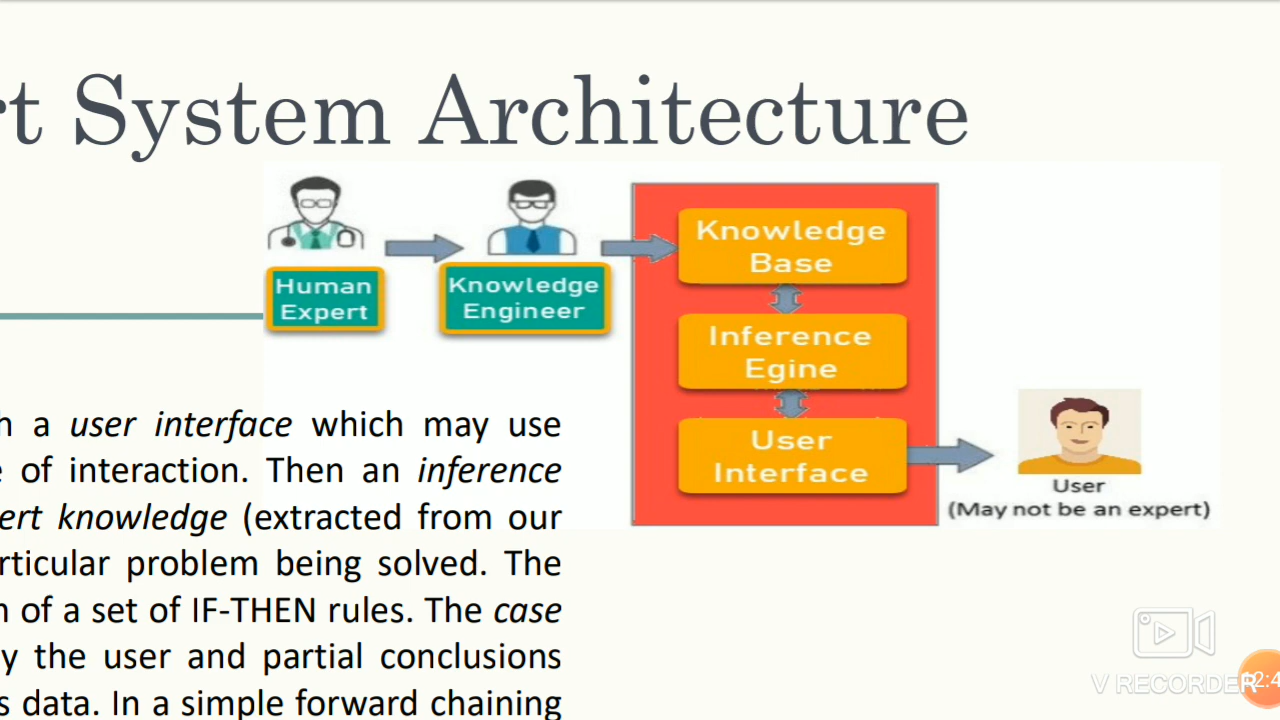 rt System Architecture
Human
Expert
Knowledge
Engineer
Knowledge
Base
Inference
Egine
User
Interface
User
(May not be an expert)
h a user interface which may use
e of interaction. Then an inference
ert knowledge (extracted from our
rticular problem being solved. The
n of a set of IF-THEN rules. The case
y the user and partial conclusions
s data. In a simple forward chaining
V RECORDER